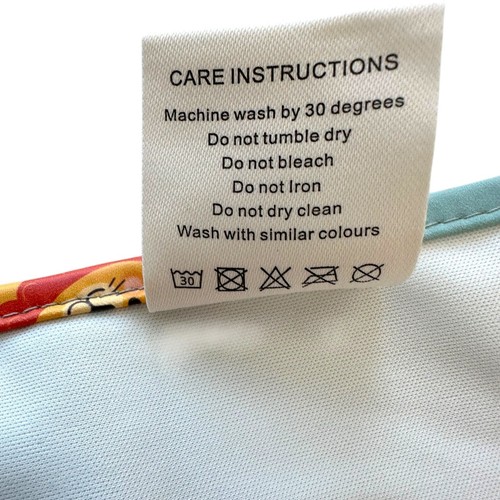 CARE INSTRUCTIONS
Machine wash by 30 degrees
Do not tumble dry
Do not bleach
Do not Iron
Do not dry clean
Wash with similar colours
30